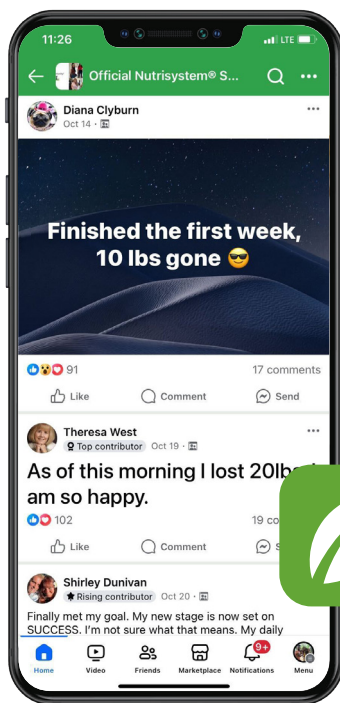 11:26
LTE
Official Nutrisystem® S...
Diana Clyburn
Oct 14 ·
Finished the first week,
10 lbs gone 😎
91
17 comments
Like
Comment
Send
Theresa West
Top contributor Oct 19 ·
As of this morning I lost 20lbs
am so happy.
102
19 co
Like
Comment
S
Shirley Dunivan
Rising contributor Oct 20 ·
Finally met my goal. My new stage is now set on
SUCCESS. I'm not sure what that means. My daily
9+
Home
Video
Friends
Marketplace
Notifications
Menu